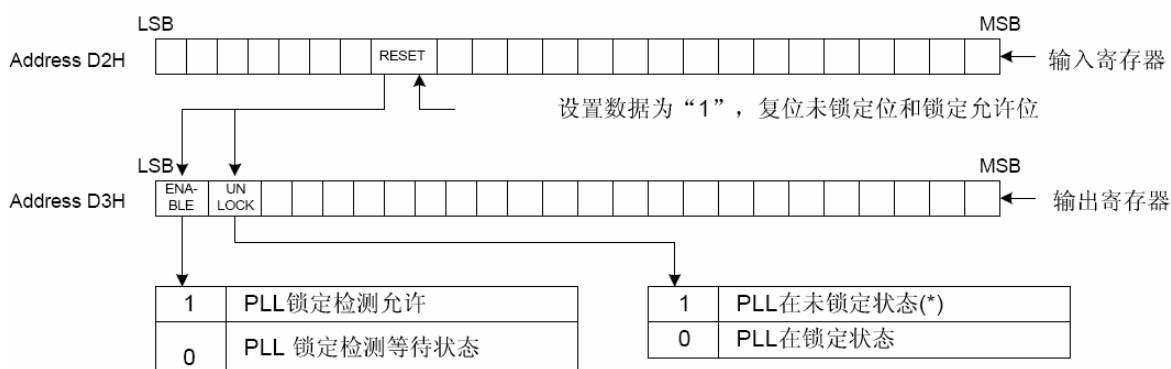 LSB MSB
Address D2H RESET 输入寄存器
设置数据为“1”，复位未锁定位和锁定允许位
LSB MSB
Address D3H ENA-BLE UN LOCK 输出寄存器
1 PLL锁定检测允许
0 PLL 锁定检测等待状态
1 PLL在未锁定状态(*)
0 PLL在锁定状态